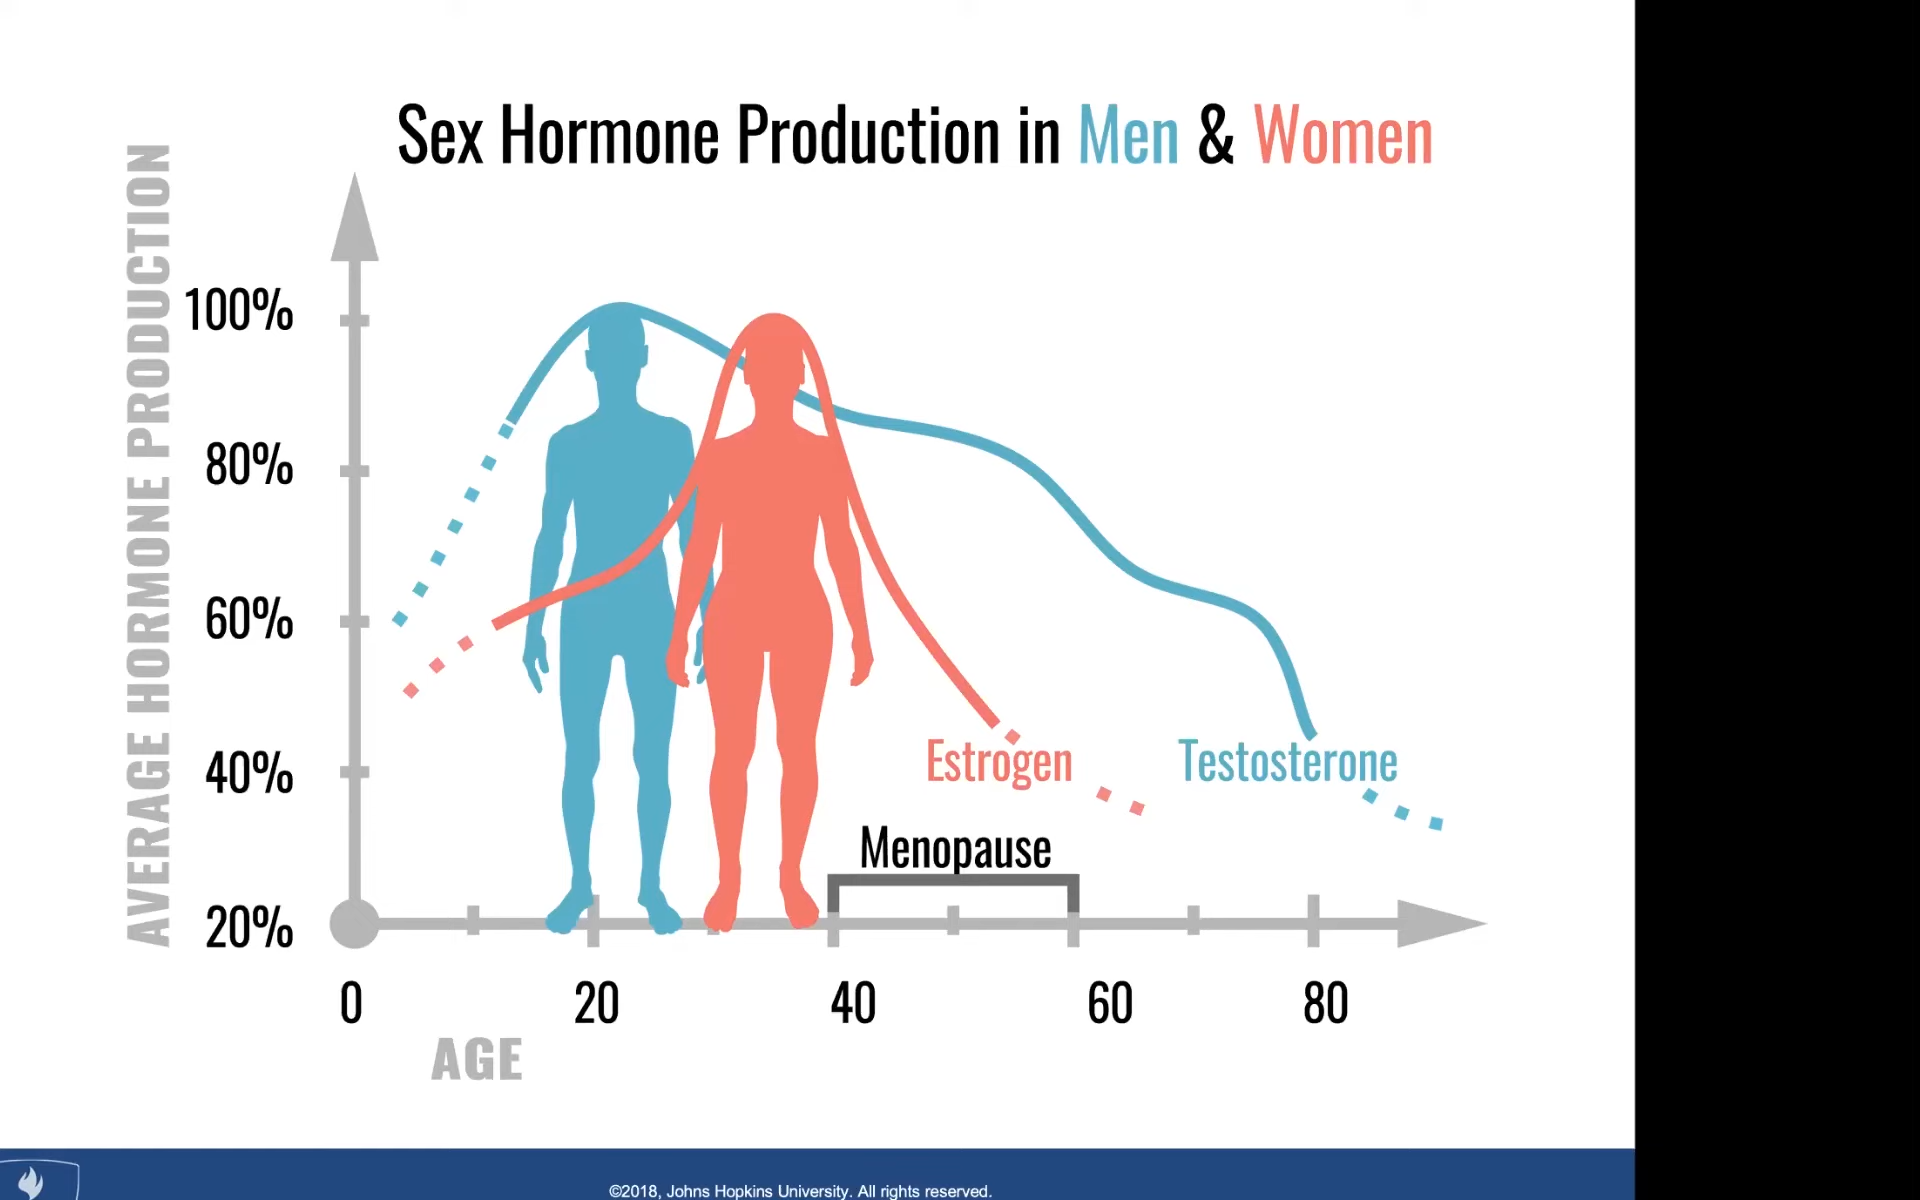 Sex Hormone Production in Men & Women
AVERAGE HORMONE PRODUCTION
100%
80%
60%
40%
20%
Estrogen
Testosterone
Menopause
0 20 40 60 80
AGE
©2018, Johns Hopkins University. All rights reserved.